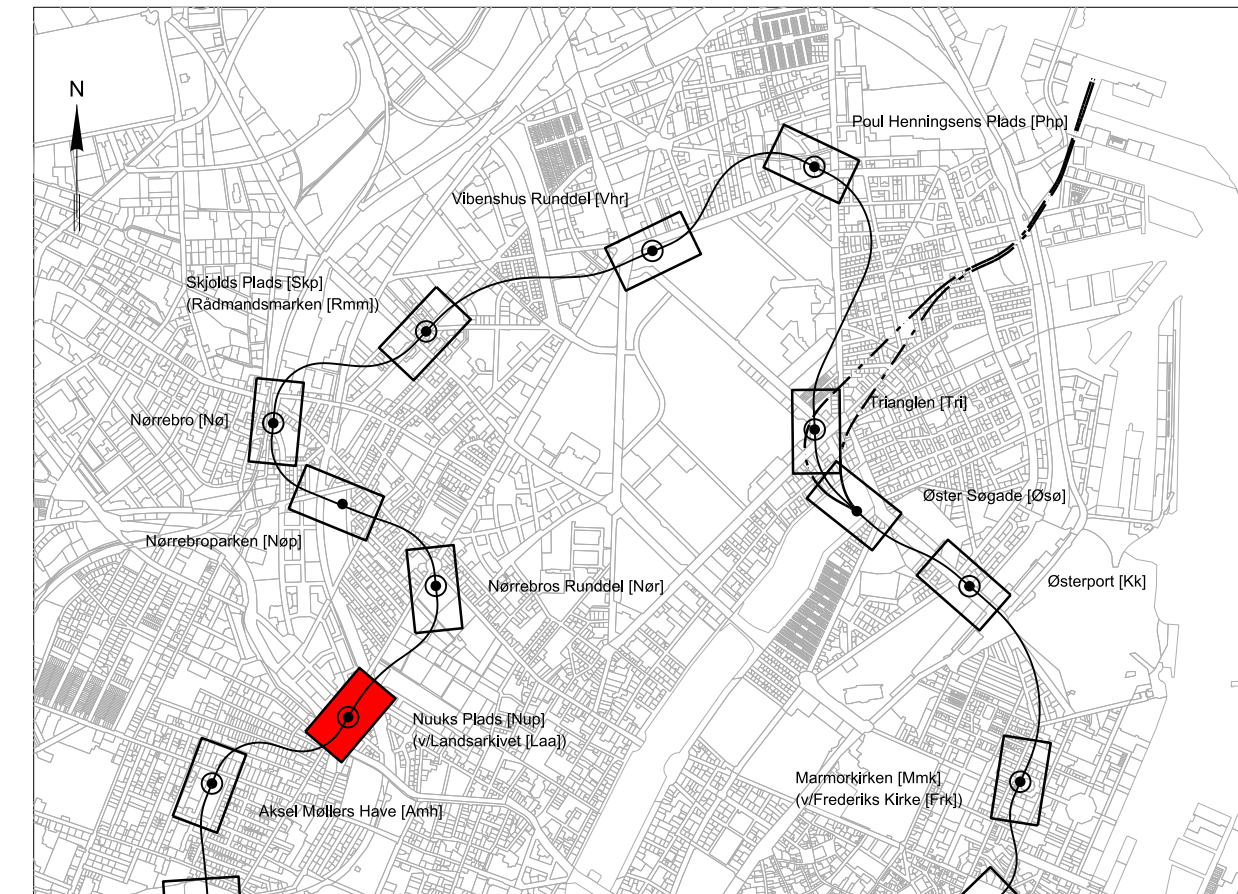 N
Poul Henningsens Plads [Php]
Vibenshus Runddel [Vhr]
Skjolds Plads [Skp]
(Rådmandsmarken [Rmm])
Trianglen [Tri]
Nørrebro [Nø]
Øster Søgade [Øsø]
Nørrebroparken [Nøp]
Nørrebros Runddel [Nør]
Østerport [Kk]
Nuuks Plads [Nup]
(v/Landsarkivet [Laa])
Marmorkirken [Mmk]
(v/Frederiks Kirke [Frk])
Aksel Møllers Have [Amh]